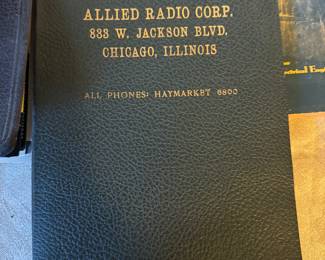 ALLIED RADIO CORP.
833 W. JACKSON BLVD.
CHICAGO, ILLINOIS
ALL PHONES: HAYMARKET 6800